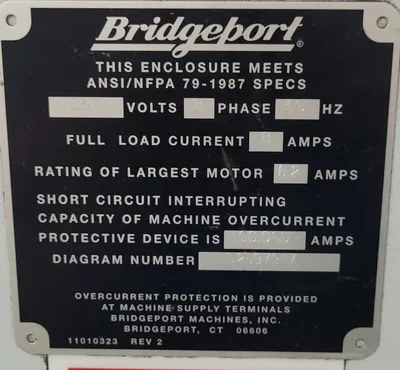 Bridgeport®
THIS ENCLOSURE MEETS
ANSI/NFPA 79-1987 SPECS
VOLTS 3 PHASE HZ
FULL LOAD CURRENT AMPS
RATING OF LARGEST MOTOR AMPS
SHORT CIRCUIT INTERRUPTING
CAPACITY OF MACHINE OVERCURRENT
PROTECTIVE DEVICE IS AMPS
DIAGRAM NUMBER
OVERCURRENT PROTECTION IS PROVIDED
AT MACHINE SUPPLY TERMINALS
BRIDGEPORT MACHINES, INC.
BRIDGEPORT, CT 06606
11010323 REV 2